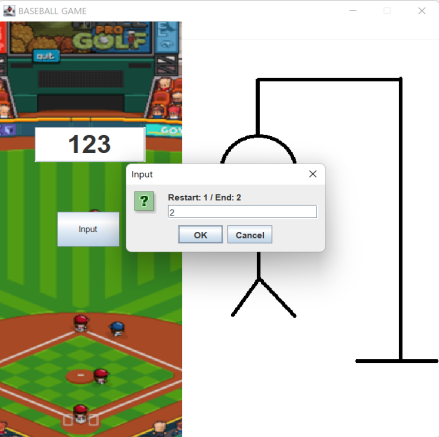 BASEBALL GAME
PRO
GOLF
out
123
Input
Restart: 1 / End: 2
2
OK
Cancel
Input